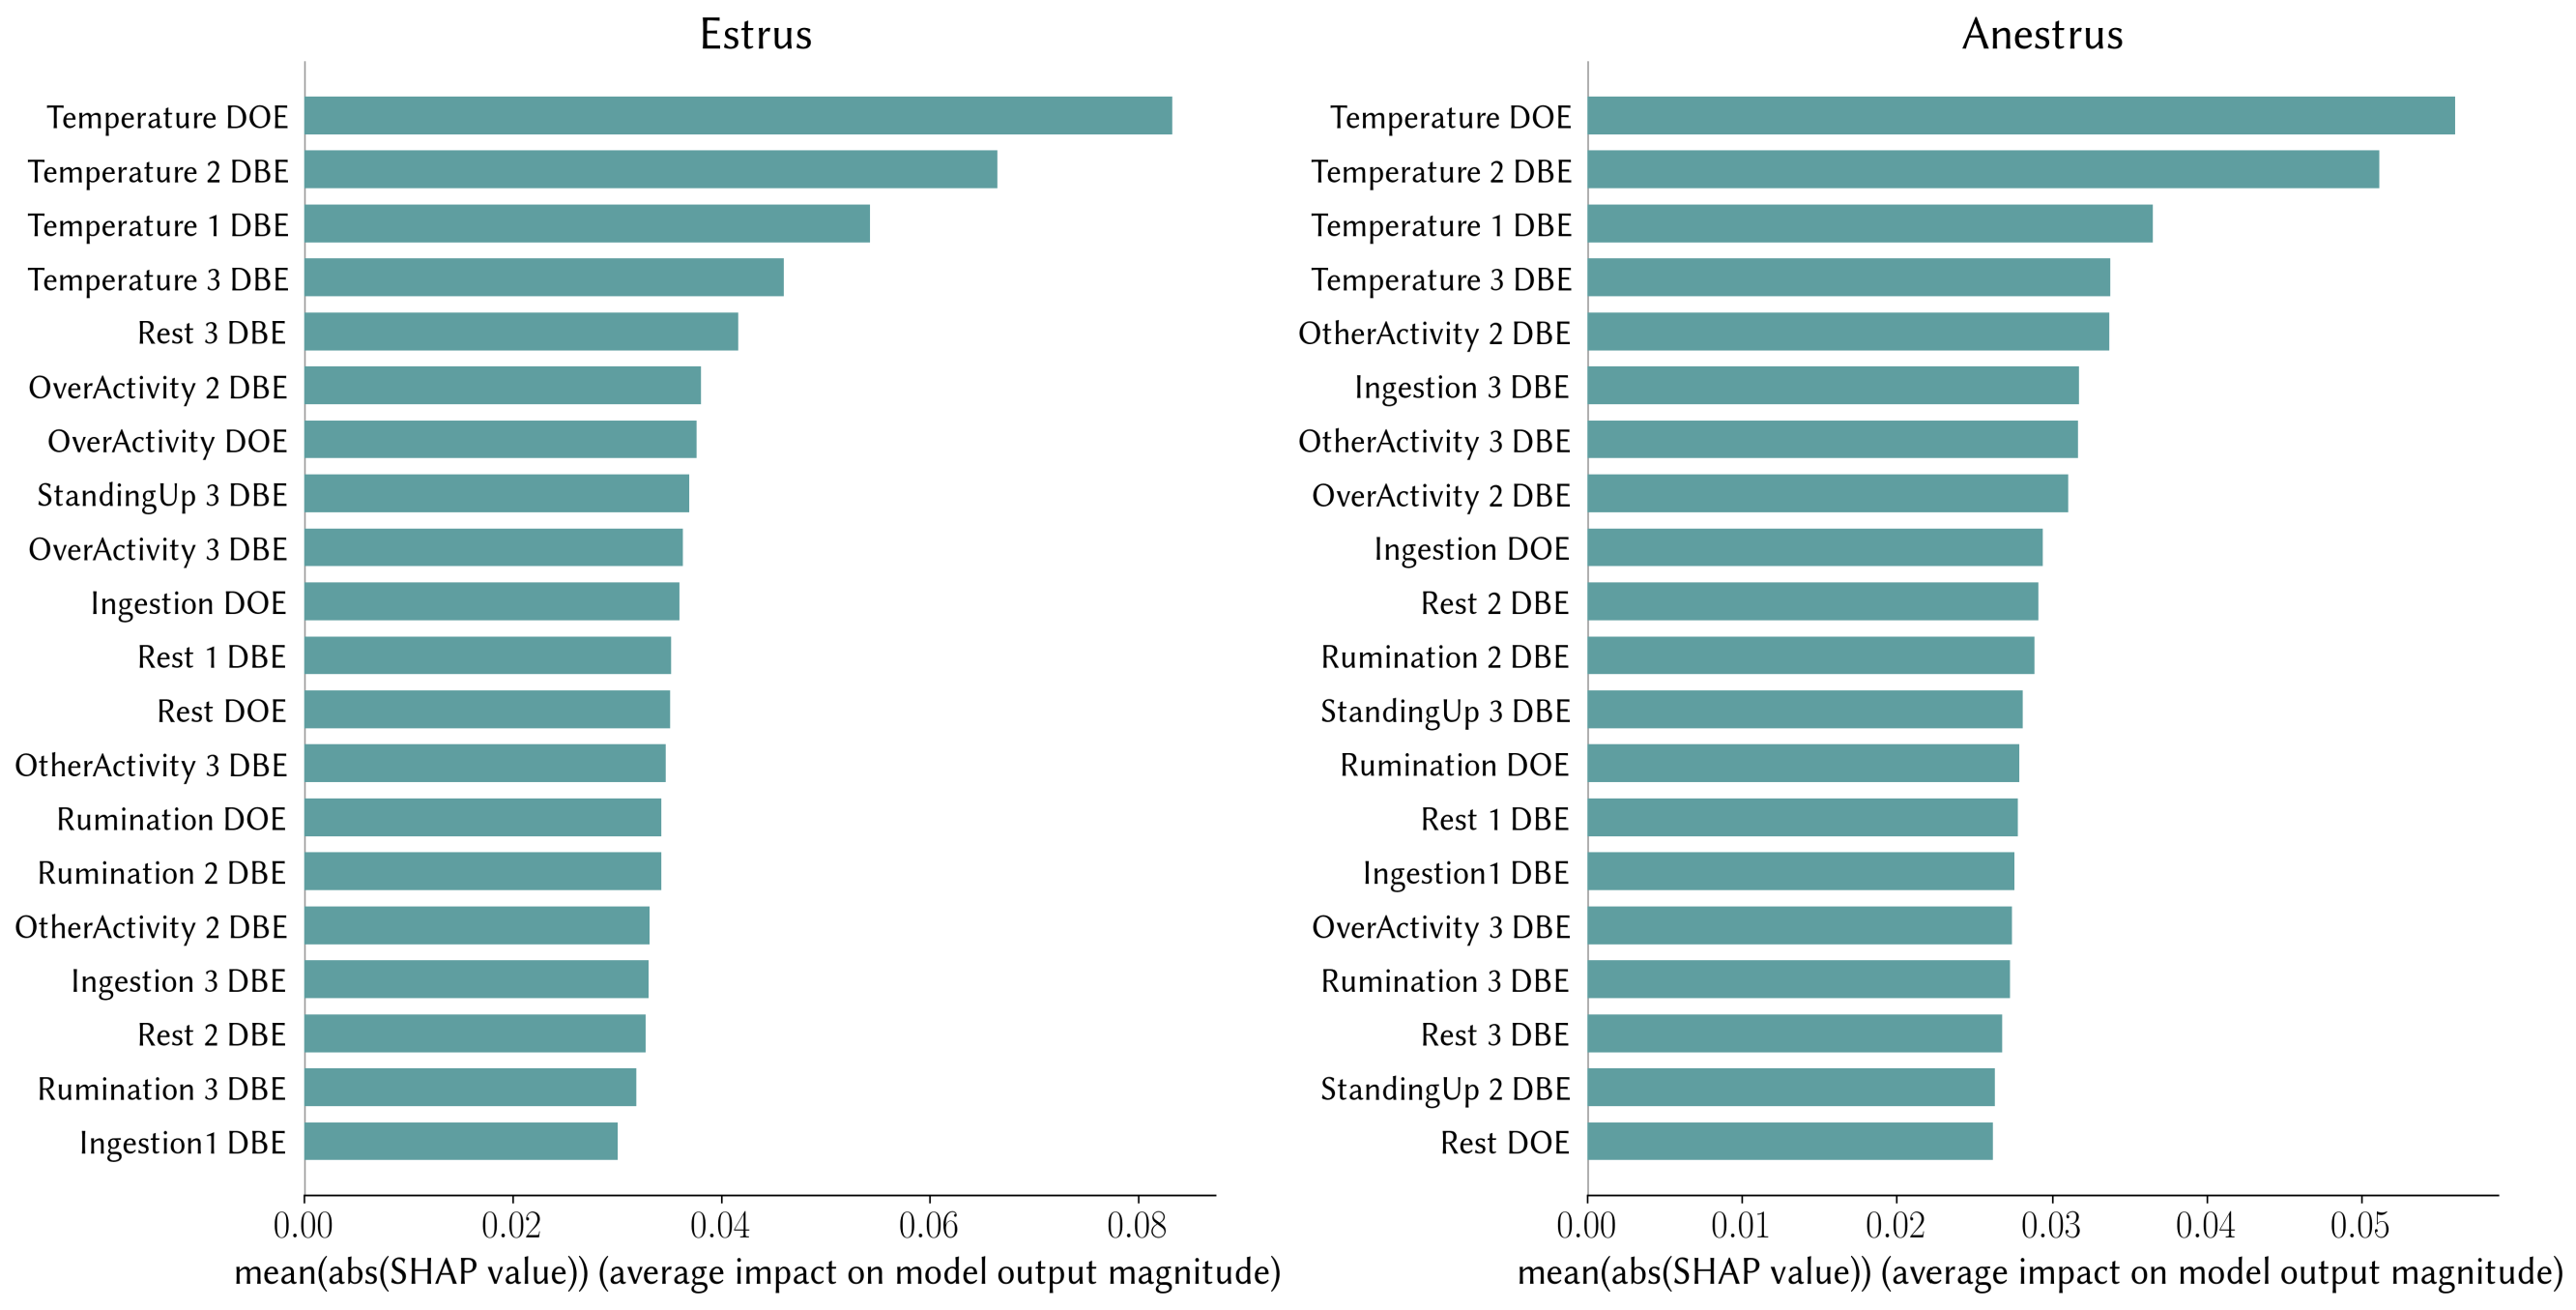 Estrus
Temperature DOE
Temperature 2 DBE
Temperature 1 DBE
Temperature 3 DBE
Rest 3 DBE
OverActivity 2 DBE
OverActivity DOE
StandingUp 3 DBE
OverActivity 3 DBE
Ingestion DOE
Rest 1 DBE
Rest DOE
OtherActivity 3 DBE
Rumination DOE
Rumination 2 DBE
OtherActivity 2 DBE
Ingestion 3 DBE
Rest 2 DBE
Rumination 3 DBE
Ingestion1 DBE
0.00 0.02 0.04 0.06 0.08
mean(abs(SHAP value)) (average impact on model output magnitude)
Anestrus
Temperature DOE
Temperature 2 DBE
Temperature 1 DBE
Temperature 3 DBE
OtherActivity 2 DBE
Ingestion 3 DBE
OtherActivity 3 DBE
OverActivity 2 DBE
Ingestion DOE
Rest 2 DBE
Rumination 2 DBE
StandingUp 3 DBE
Rumination DOE
Rest 1 DBE
Ingestion1 DBE
OverActivity 3 DBE
Rumination 3 DBE
Rest 3 DBE
StandingUp 2 DBE
Rest DOE
0.00 0.01 0.02 0.03 0.04 0.05
mean(abs(SHAP value)) (average impact on model output magnitude)